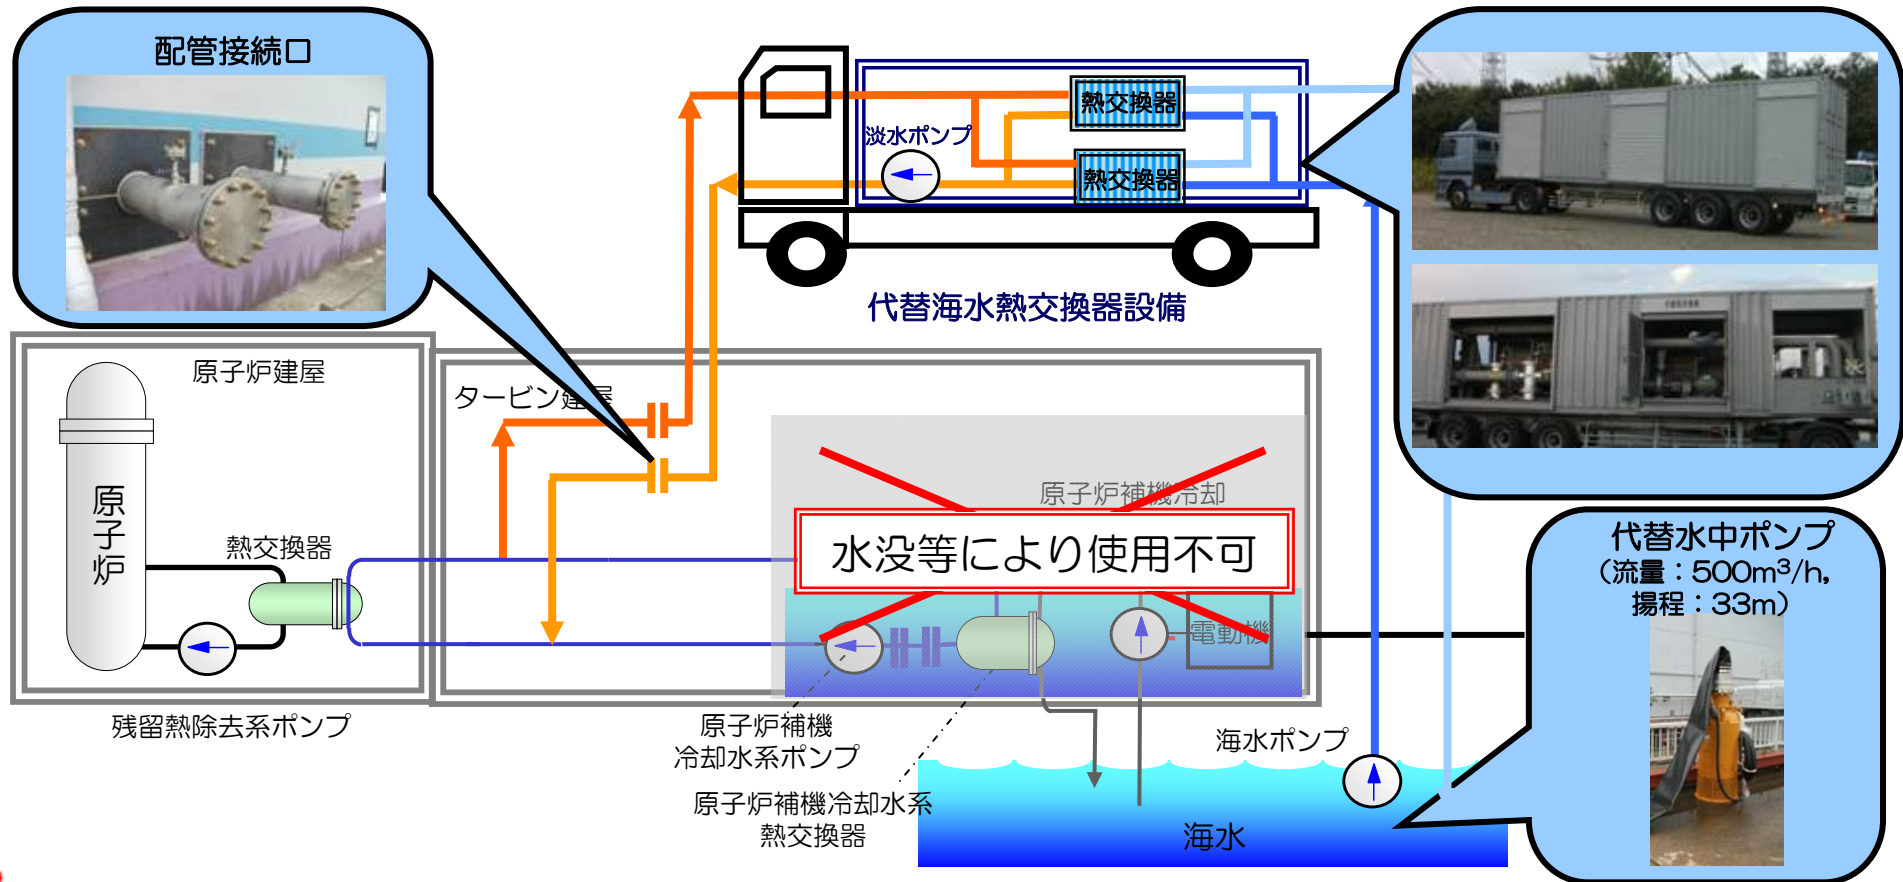 配管接続口
熱交換器
淡水ポンプ
熱交換器
代替海水熱交換器設備
原子炉建屋
タービン建屋
原子炉
熱交換器
原子炉補機冷却
水没等により使用不可
電動機
代替水中ポンプ
（流量：500m³/h,
揚程：33m）
残留熱除去系ポンプ
原子炉補機
冷却水系ポンプ
海水ポンプ
原子炉補機冷却水系
熱交換器
海水